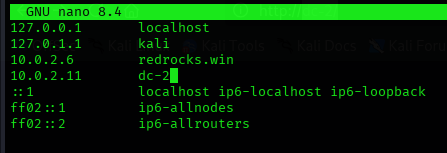 GNU nano 8.4
127.0.0.1 localhost
127.0.1.1 kali
10.0.2.6 redrocks.win
10.0.2.11 dc-2
::1 localhost ip6-localhost ip6-loopback
ff02::1 ip6-allnodes
ff02::2 ip6-allrouters